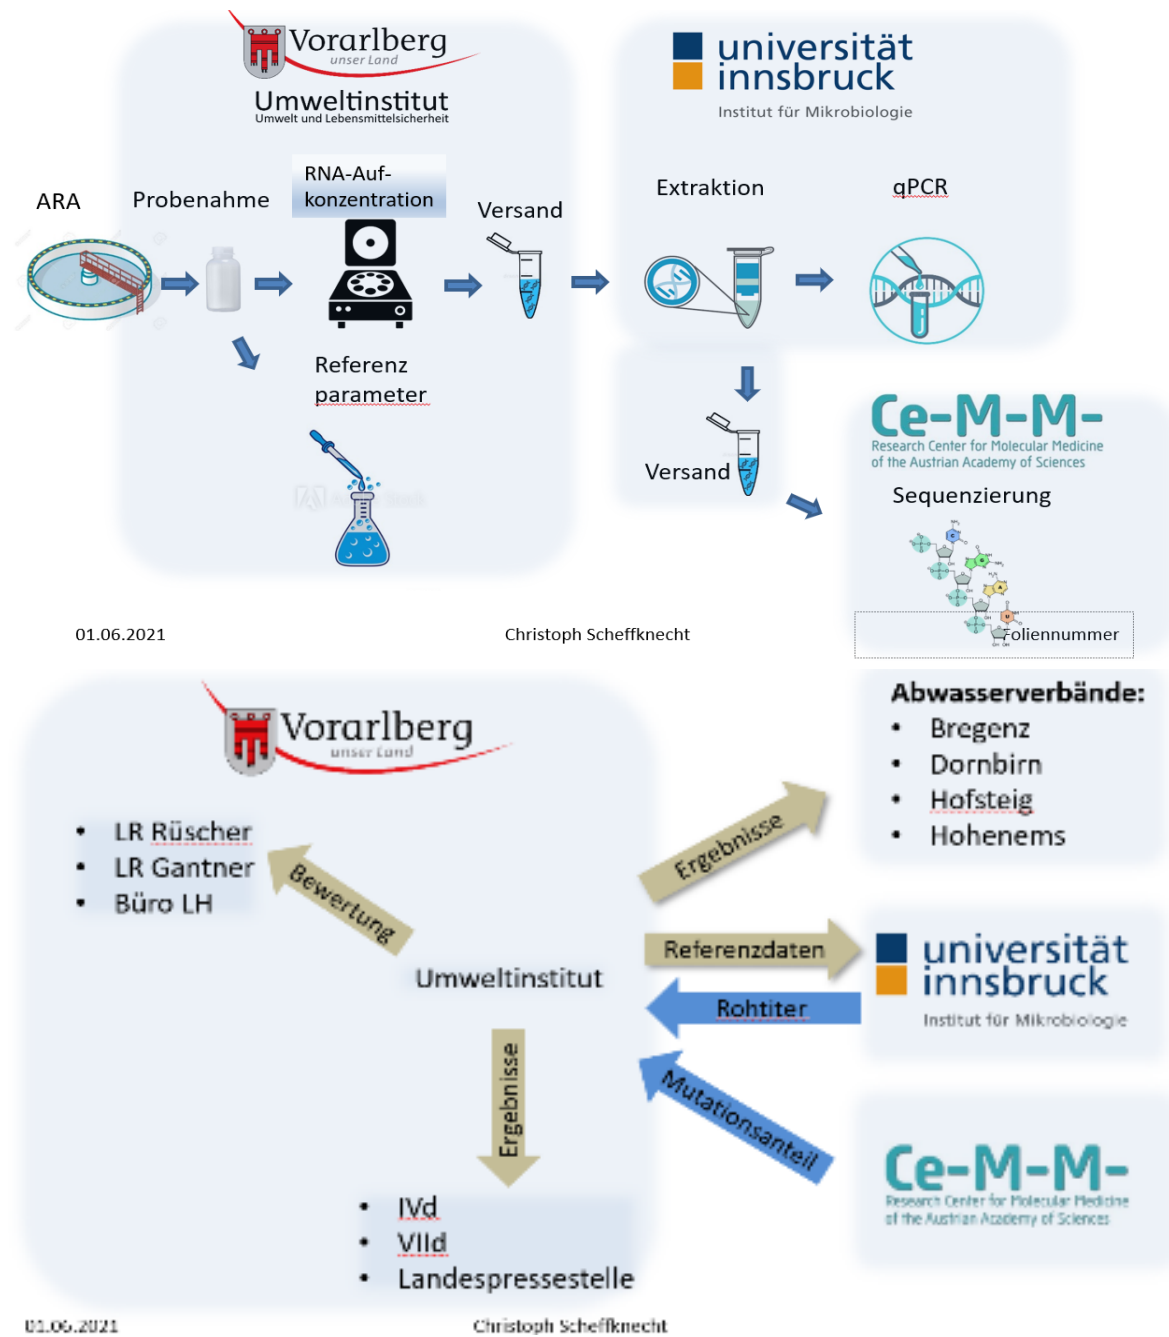 Vorarlberg
unser Land
Umweltinstitut
Umwelt und Lebensmittelsicherheit
universität
innsbruck
Institut für Mikrobiologie
ARA
Probenahme
RNA-Auf-
konzentration
Versand
Extraktion
qPCR
Referenz
parameter
Versand
Ce-M-M-
Research Center for Molecular Medicine
of the Austrian Academy of Sciences
Sequenzierung
01.06.2021
Christoph Scheffknecht
Foliennummer
Vorarlberg
unser Land
Abwasserverbände:
• Bregenz
• Dornbirn
• Hofsteig
• Hohenems
• LR Rüscher
• LR Gantner
• Büro LH
Bewertung
Ergebnisse
Umweltinstitut
Referenzdaten
Rohtiter
universität
innsbruck
Institut für Mikrobiologie
Ergebnisse
Mutationsanteil
Ce-M-M-
Research Center for Molecular Medicine
of the Austrian Academy of Sciences
• IVd
• VIId
• Landespressestelle
01.06.2021
Christoph Scheffknecht